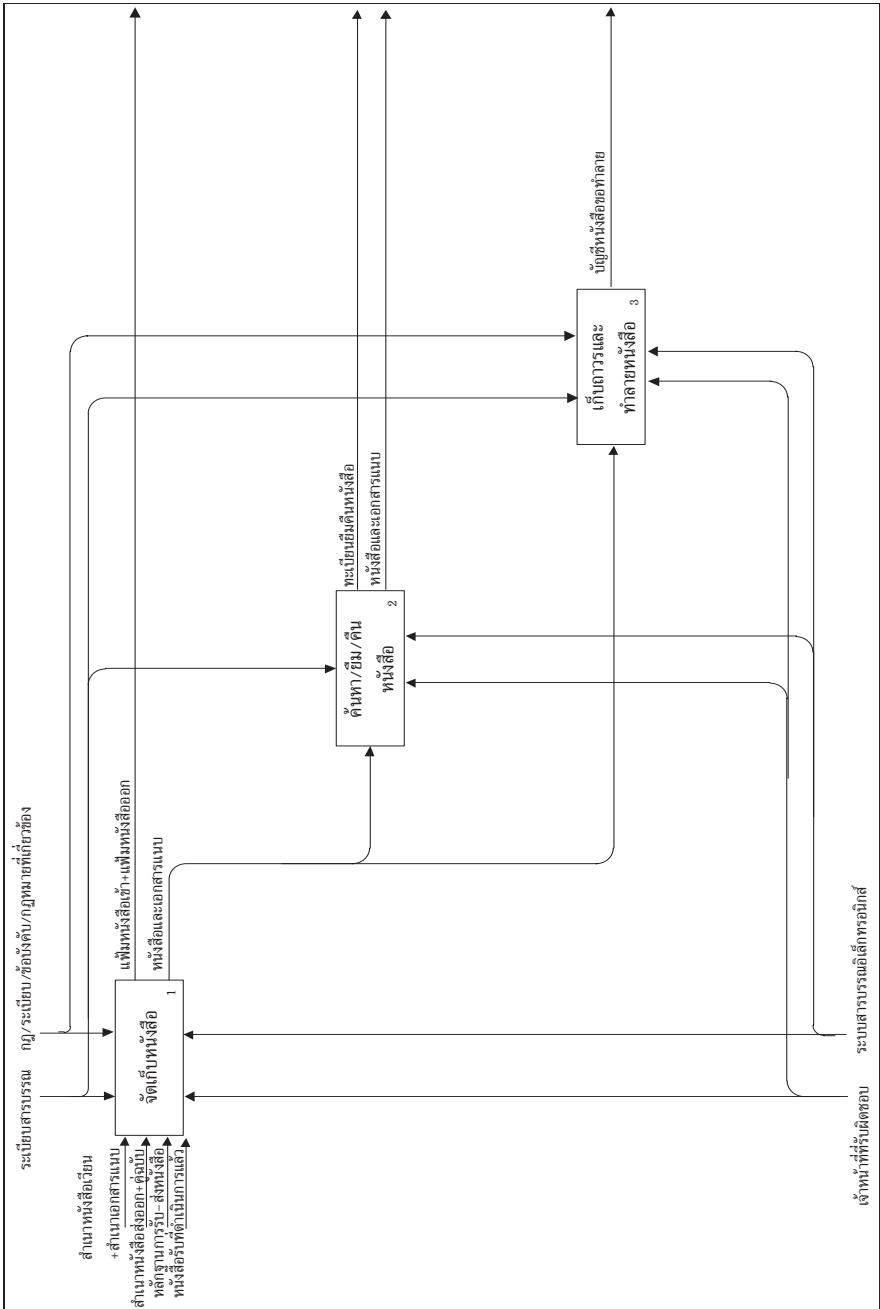 ระเบียบสารบรรณ
กฎ/ระเบียบ/ข้อบังคับ/กฎหมายที่เกี่ยวข้อง
สำเนาหนังสือเวียน
+สำเนาเอกสารแนบ
สำเนาหนังสือส่งออก+คู่ฉบับ
หลักฐานการรับ-ส่งหนังสือ
หนังสือรับที่ดำเนินการแล้ว
จัดเก็บหนังสือ
1
แฟ้มหนังสือเข้า+แฟ้มหนังสือออก
หนังสือและเอกสารแนบ
ค้นหา/ยืม/คืน
หนังสือ
2
ทะเบียนยืมคืนหนังสือ
หนังสือและเอกสารแนบ
เก็บถาวรและ
ทำลายหนังสือ
3
บัญชีหนังสือขอทำลาย
เจ้าหน้าที่ที่รับผิดชอบ
ระบบสารบรรณอิเล็กทรอนิกส์